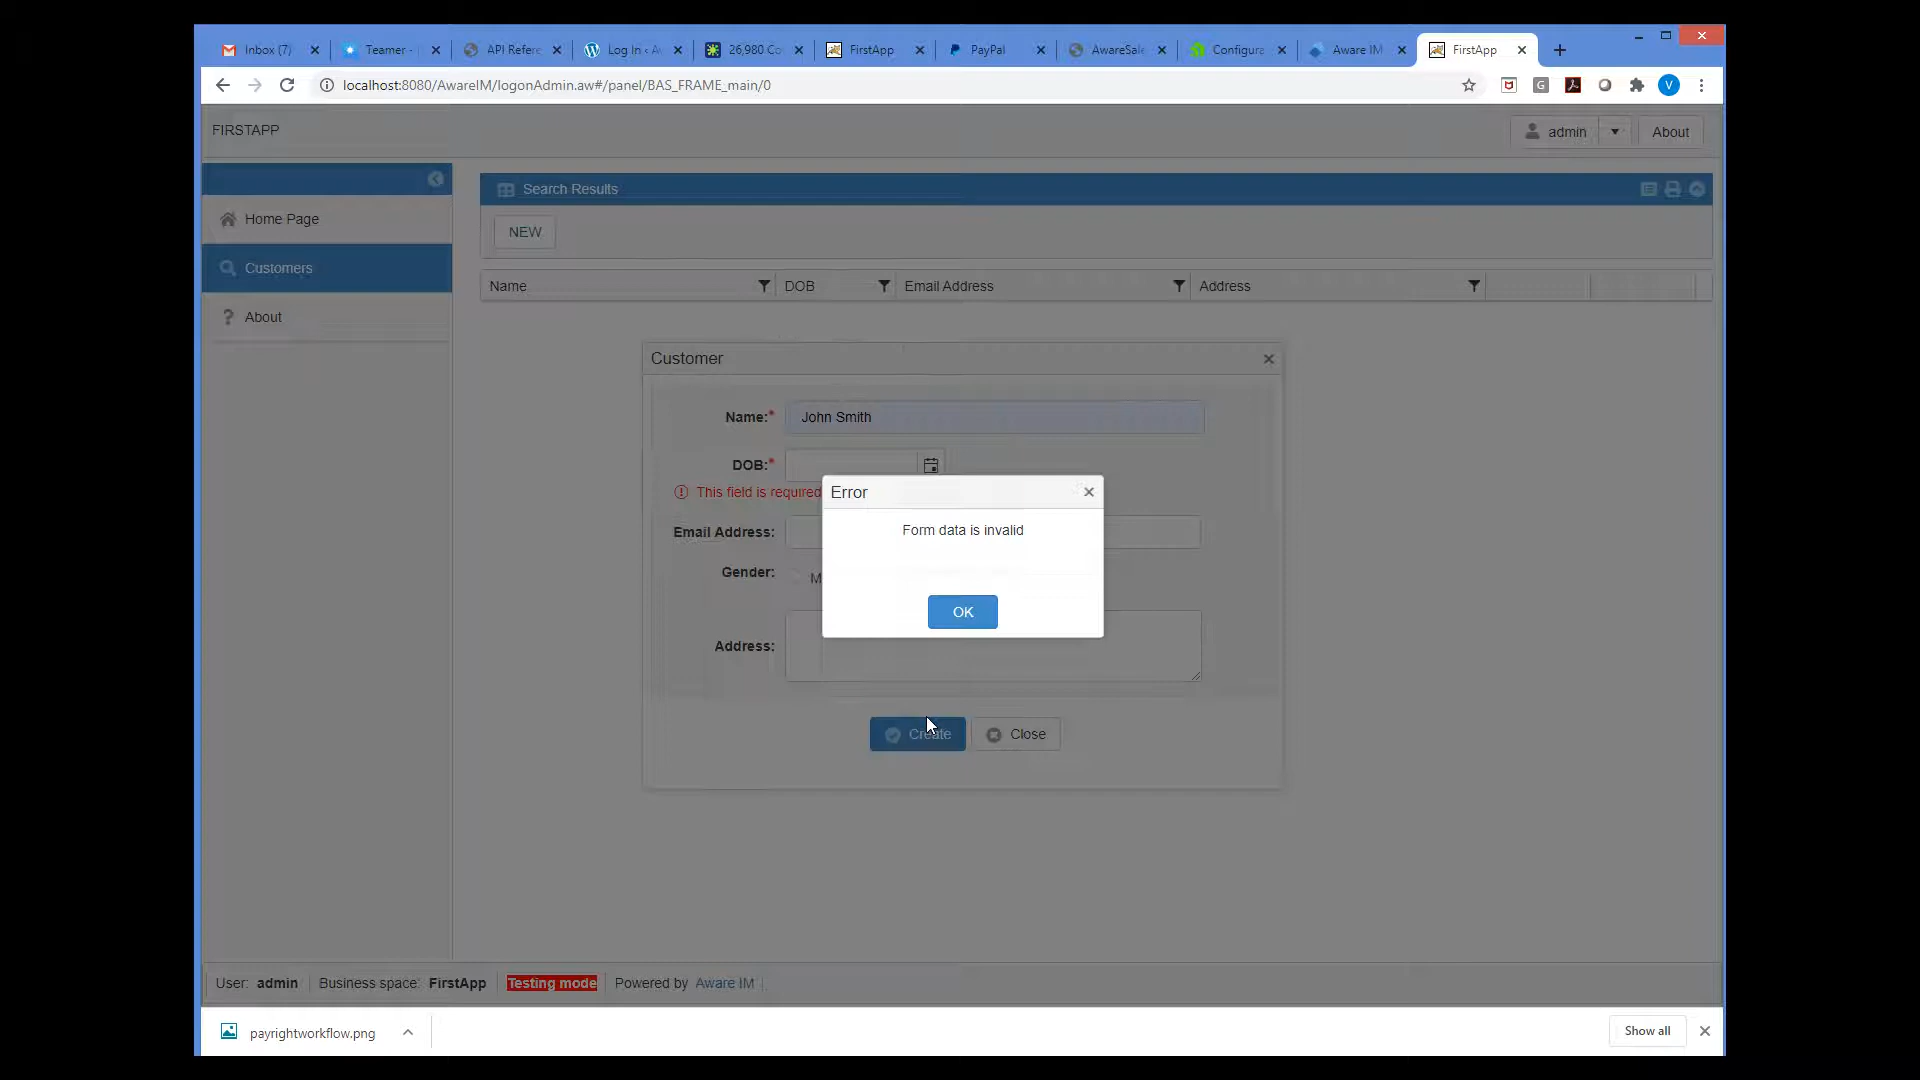 Inbox (7)
Teamer -
API Refere
Log In ‹ A
26,980 Co
FirstApp
PayPal
AwareSale
Configura
Aware IM
FirstApp
localhost:8080/AwareIM/logonAdmin.aw#/panel/BAS_FRAME_main/0
V
FIRSTAPP
admin
About
Home Page
Customers
About
Search Results
NEW
Name
DOB
Email Address
Address
Customer
Name:*
John Smith
DOB:*
This field is required
Email Address:
Gender:
M
Address:
Error
Form data is invalid
OK
Create
Close
User: admin
Business space: FirstApp
Testing mode
Powered by Aware IM
payrightworkflow.png
Show all